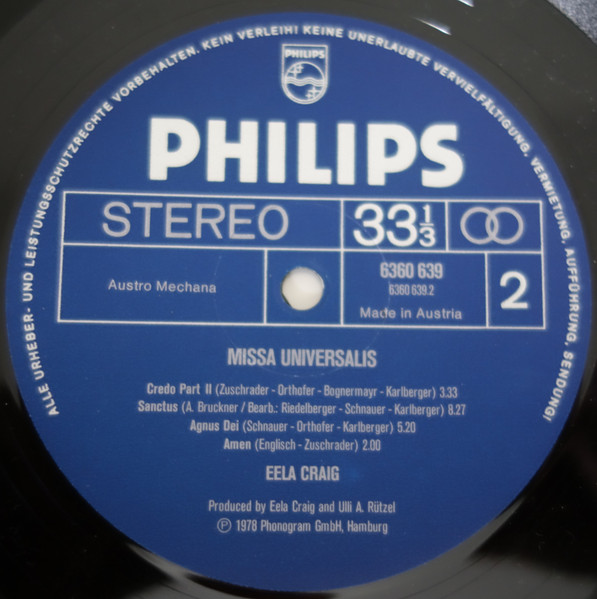 ALLE URHEBER- UND LEISTUNGSSCHUTZRECHTE VORBEHALTEN. KEIN VERLEIH! KEINE UNERLAUBTE VERVIELFÄLTIGUNG, VERMIETUNG, AUFFÜHRUNG, SENDUNG!
PHILIPS
PHILIPS
STEREO
33 1/3
Austro Mechana
6360 639
6360 639.2
Made in Austria
2
MISSA UNIVERSALIS
Credo Part II (Zuschrader - Orthofer - Bognermayr - Karlberger) 3.33
Sanctus (A. Bruckner / Bearb.: Riedelberger - Schnauer - Karlberger) 8.27
Agnus Dei (Schnauer - Orthofer - Karlberger) 5.20
Amen (Englisch - Zuschrader) 2.00
EELA CRAIG
Produced by Eela Craig and Ulli A. Rützel
Ⓟ 1978 Phonogram GmbH, Hamburg